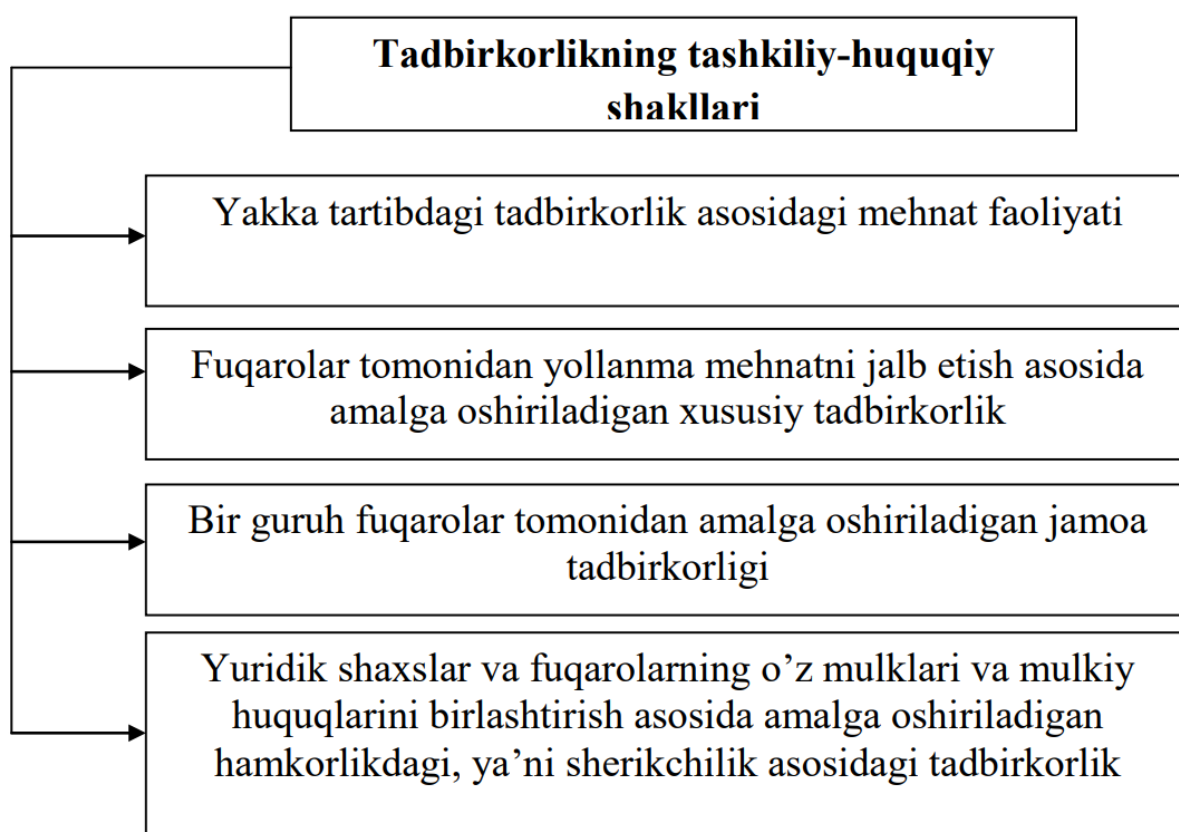 Tadbirkorlikning tashkiliy-huquqiy
shakllari
Yakka tartibdagi tadbirkorlik asosidagi mehnat faoliyati
Fuqarolar tomonidan yollanma mehnatni jalb etish asosida
amalga oshiriladigan xususiy tadbirkorlik
Bir guruh fuqarolar tomonidan amalga oshiriladigan jamoa
tadbirkorligi
Yuridik shaxslar va fuqarolarning o’z mulklari va mulkiy
huquqlarini birlashtirish asosida amalga oshiriladigan
hamkorlikdagi, ya’ni sherikchilik asosidagi tadbirkorlik